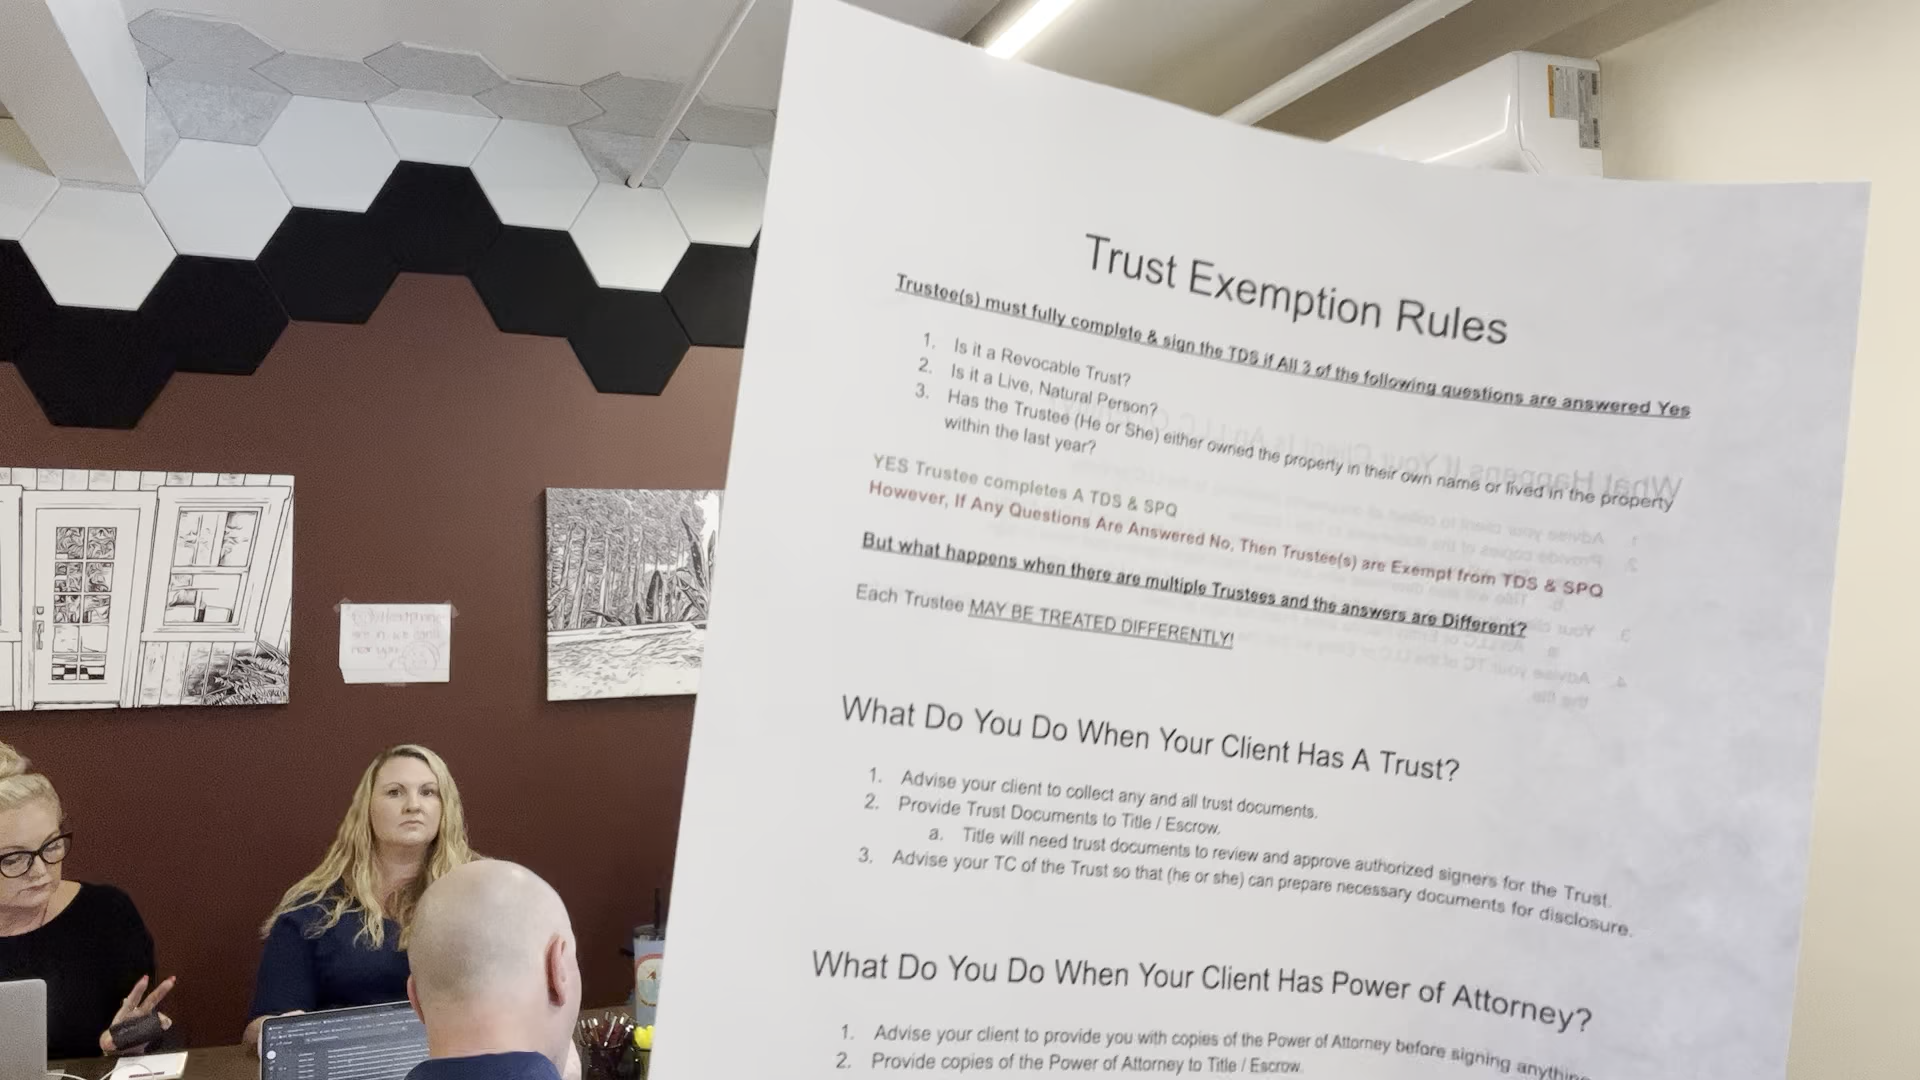 Trust Exemption Rules
Trustee(s) must fully complete & sign the TDS if All 3 of the following questions are answered Yes
1. Is it a Revocable Trust?
2. Is it a Live, Natural Person?
3. Has the Trustee (He or She) either owned the property in their own name or lived in the property
within the last year?
YES Trustee completes A TDS & SPQ
However, If Any Questions Are Answered No, Then Trustee(s) are Exempt from TDS & SPQ
But what happens when there are multiple Trustees and the answers are Different?
Each Trustee MAY BE TREATED DIFFERENTLY!
What Do You Do When Your Client Has A Trust?
1. Advise your client to collect any and all trust documents.
2. Provide Trust Documents to Title / Escrow.
a. Title will need trust documents to review and approve authorized signers for the Trust.
3. Advise your TC of the Trust so that (he or she) can prepare necessary documents for disclosure.
What Do You Do When Your Client Has Power of Attorney?
1. Advise your client to provide you with copies of the Power of Attorney before signing
2. Provide copies of the Power of Attorney to Title / Escrow.